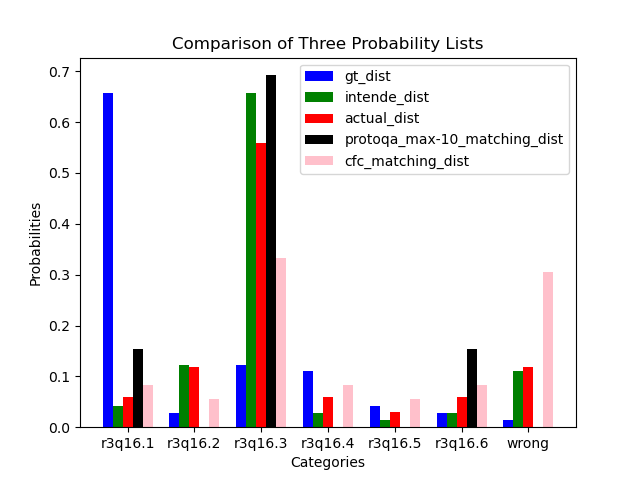 Comparison of Three Probability Lists
gt_dist
intende_dist
actual_dist
protoqa_max-10_matching_dist
cfc_matching_dist
Probabilities
0.7
0.6
0.5
0.4
0.3
0.2
0.1
0.0
r3q16.1 r3q16.2 r3q16.3 r3q16.4 r3q16.5 r3q16.6 wrong
Categories